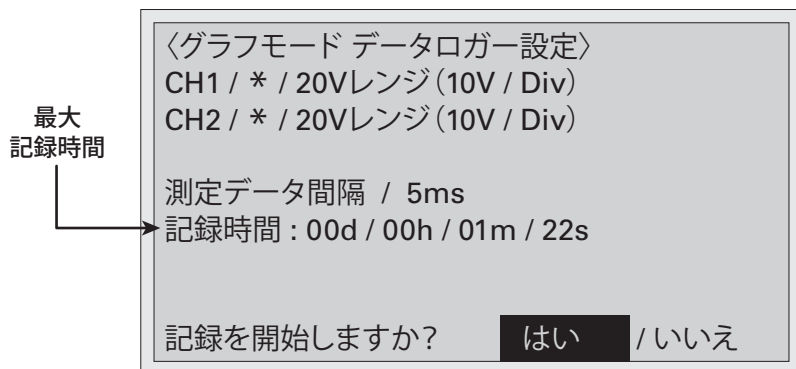 〈グラフモード データロガー設定〉
CH1 / * / 20Vレンジ（10V / Div）
CH2 / * / 20Vレンジ（10V / Div）
最大
記録時間
測定データ間隔 / 5ms
記録時間 : 00d / 00h / 01m / 22s
記録を開始しますか? はい / いいえ